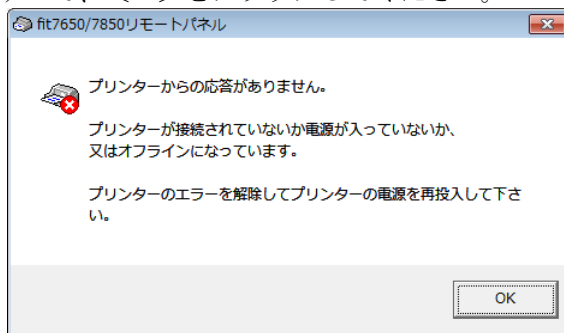 fit7650/7850リモートパネル
プリンターからの応答がありません。
プリンターが接続されていないか電源が入っていないか、
又はオフラインになっています。
プリンターのエラーを解除してプリンターの電源を再投入して下さ
い。
OK